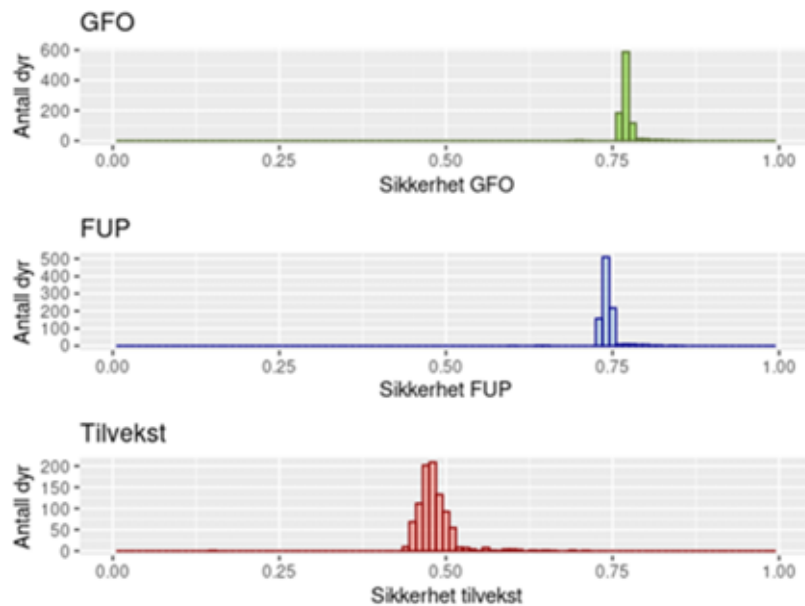 GFO
Antall dyr
600
400
200
0
0.00 0.25 0.50 0.75 1.00
Sikkerhet GFO
FUP
Antall dyr
500
400
300
200
100
0
0.00 0.25 0.50 0.75 1.00
Sikkerhet FUP
Tilvekst
Antall dyr
200
150
100
50
0
0.00 0.25 0.50 0.75 1.00
Sikkerhet tilvekst